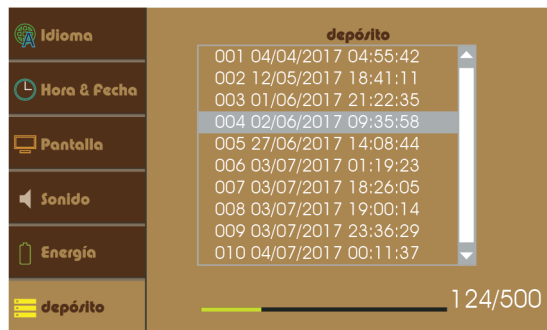 Idioma
Hora & Fecha
Pantalla
Sonido
Energía
depósito
depósito
001 04/04/2017 04:55:42
002 12/05/2017 18:41:11
003 01/06/2017 21:22:35
004 02/06/2017 09:35:58
005 27/06/2017 14:08:44
006 03/07/2017 01:19:23
007 03/07/2017 18:26:05
008 03/07/2017 19:00:14
009 03/07/2017 23:36:29
010 04/07/2017 00:11:37
124/500